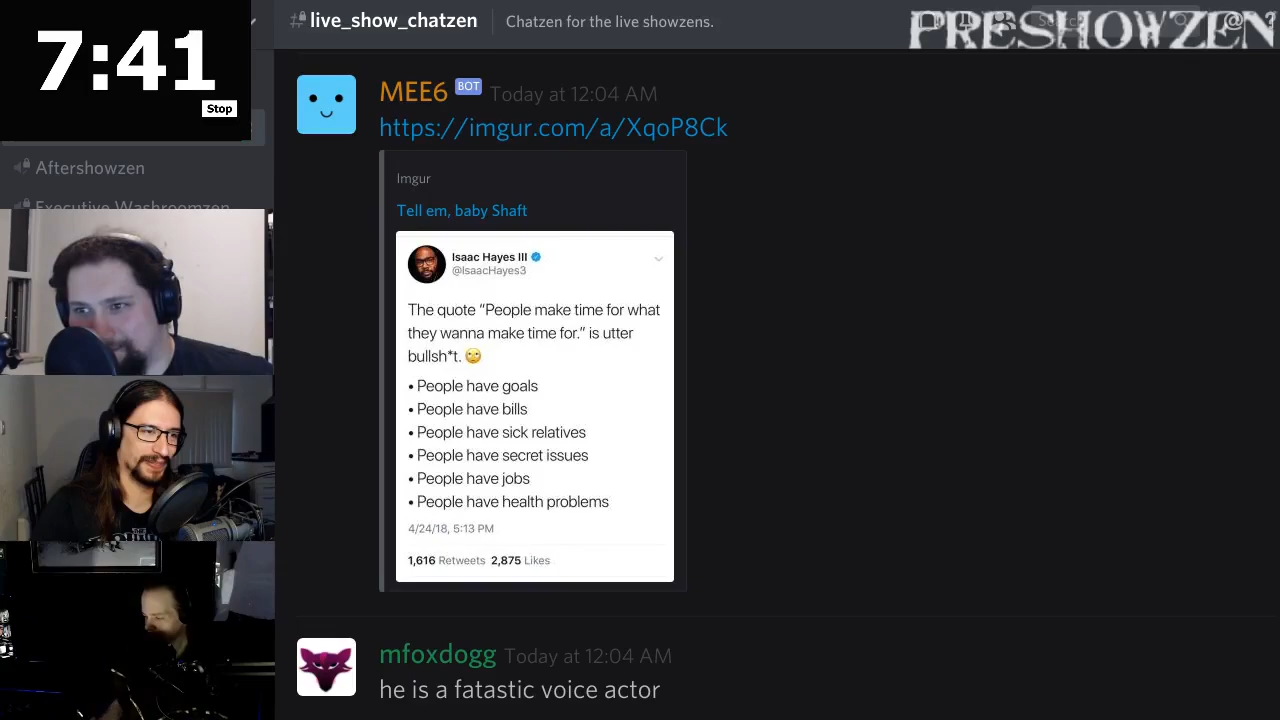 7:41
Stop
live_show_chatzen
Chatzen for the live showzens.
PRESHOWZEN
Search
Aftershowzen
Executive Washroomzen
MEE6 BOT Today at 12:04 AM
https://imgur.com/a/XqoP8Ck
Imgur
Tell em, baby Shaft
Isaac Hayes III
@IsaacHayes3
The quote “People make time for what
they wanna make time for.” is utter
bullsh*t. 🙄
• People have goals
• People have bills
• People have sick relatives
• People have secret issues
• People have jobs
• People have health problems
4/24/18, 5:13 PM
1,616 Retweets 2,875 Likes
mfoxdogg Today at 12:04 AM
he is a fatastic voice actor